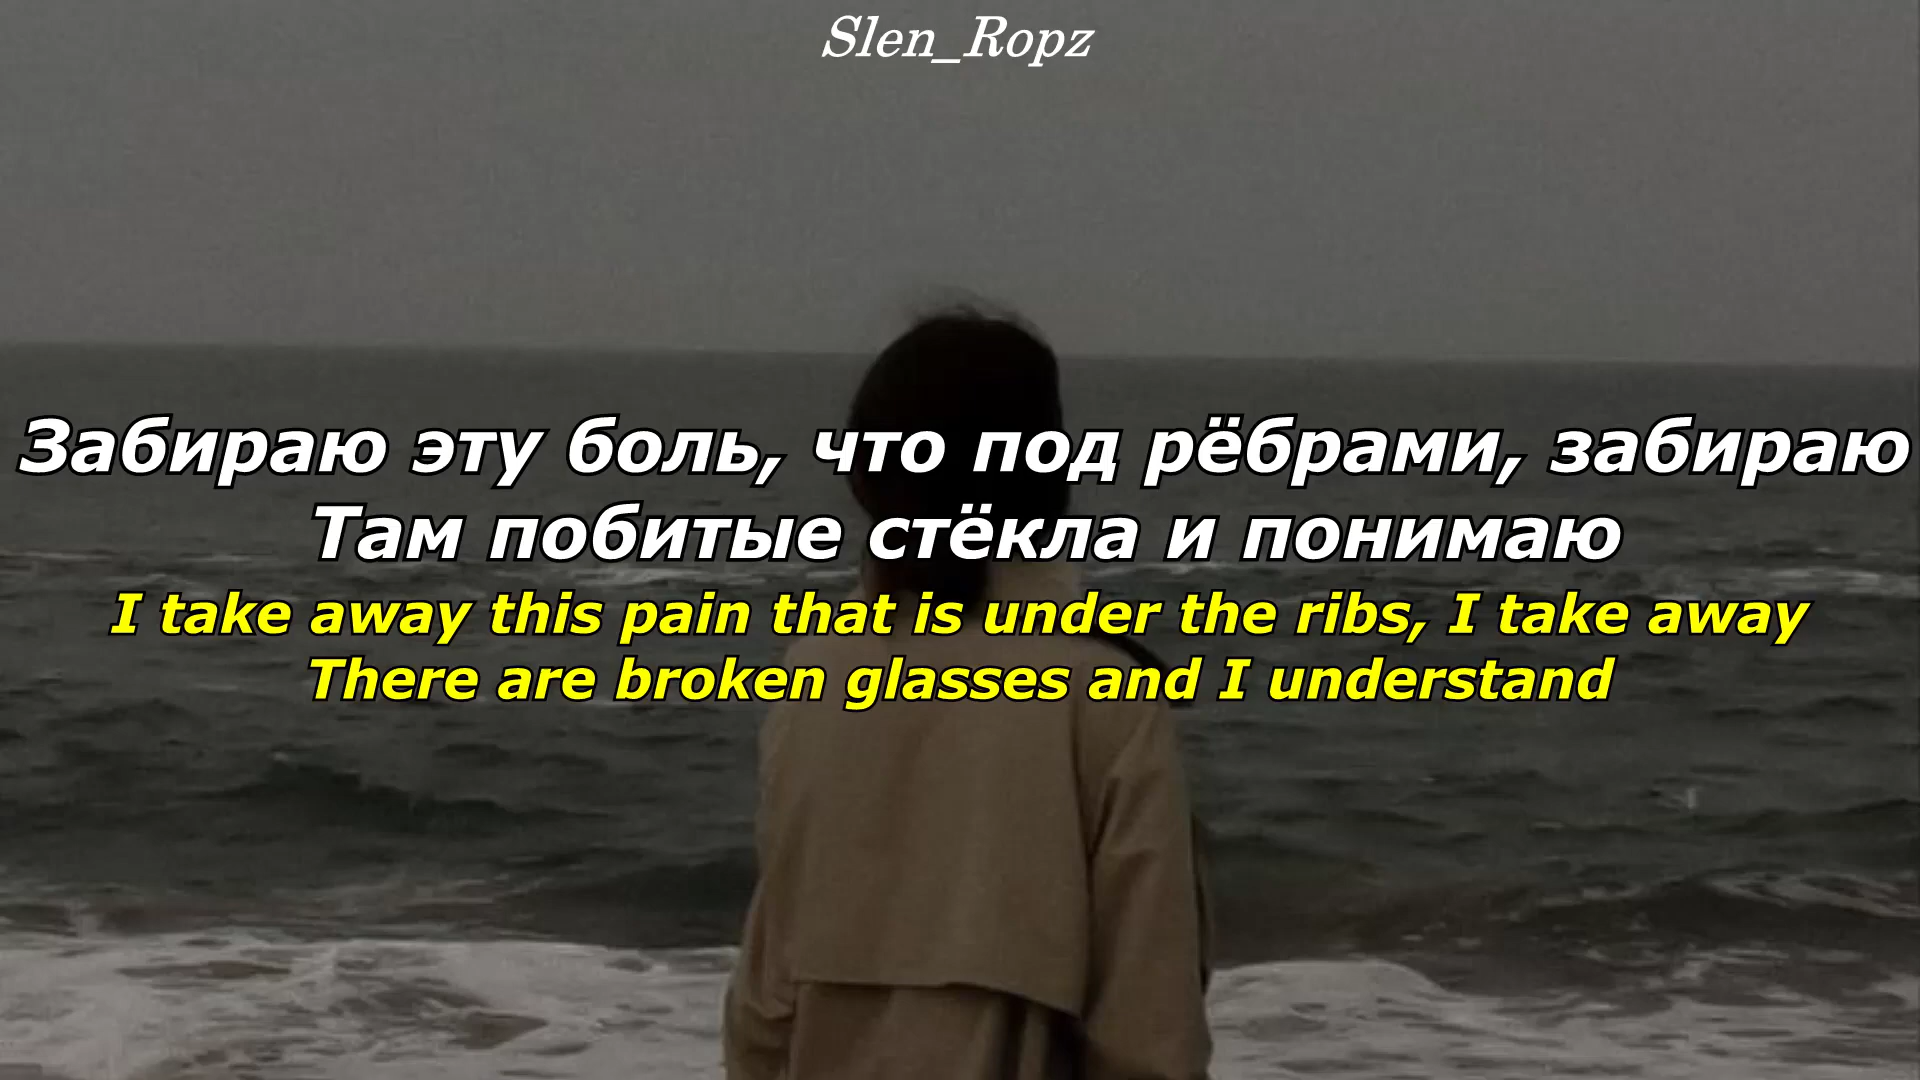 Slen_Ropz
Забираю эту боль, что под рёбрами, забираю
Там побитые стёкла и понимаю
I take away this pain that is under the ribs, I take away
There are broken glasses and I understand